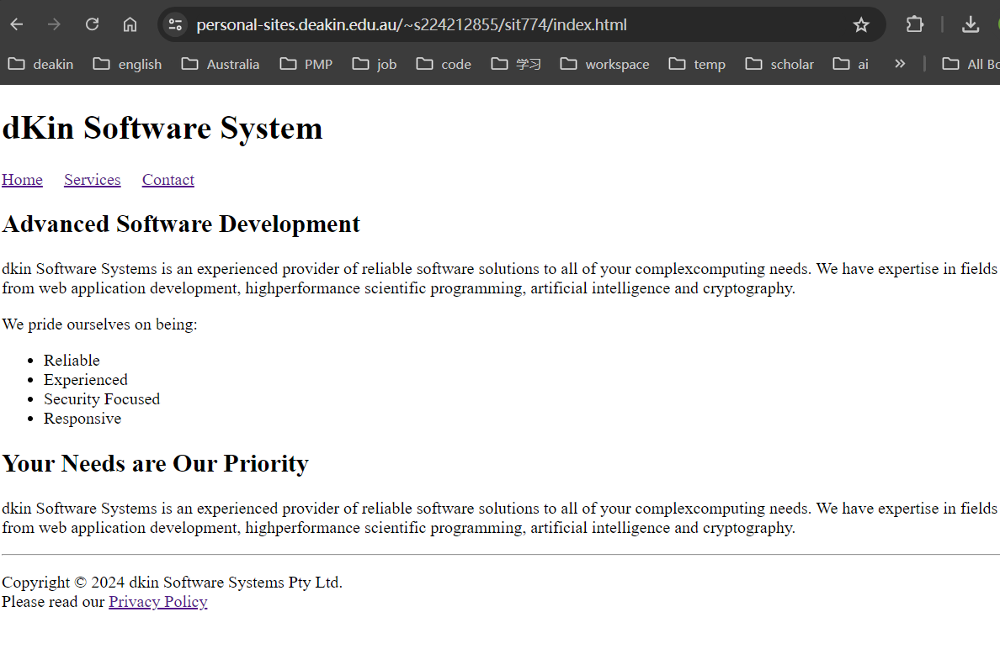 personal-sites.deakin.edu.au/~s224212855/sit774/index.html
deakin english Australia PMP job code 学习 workspace temp scholar ai » All Bo
dKin Software System
Home Services Contact
Advanced Software Development
dkin Software Systems is an experienced provider of reliable software solutions to all of your complexcomputing needs. We have expertise in fields
from web application development, highperformance scientific programming, artificial intelligence and cryptography.
We pride ourselves on being:
• Reliable
• Experienced
• Security Focused
• Responsive
Your Needs are Our Priority
dkin Software Systems is an experienced provider of reliable software solutions to all of your complexcomputing needs. We have expertise in fields
from web application development, highperformance scientific programming, artificial intelligence and cryptography.
Copyright © 2024 dkin Software Systems Pty Ltd.
Please read our Privacy Policy